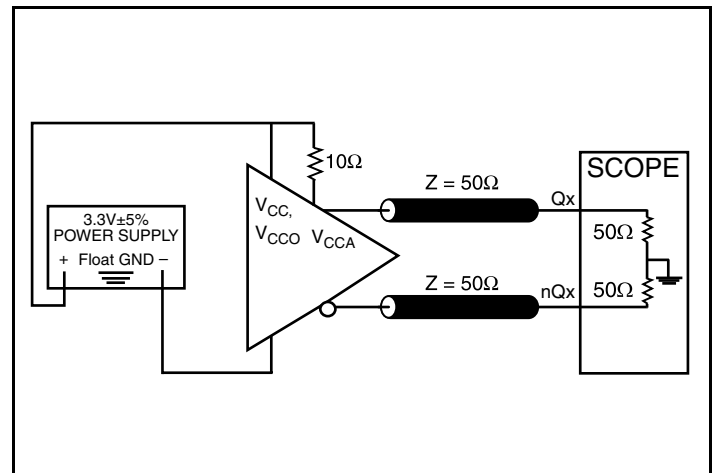 3.3V±5%
POWER SUPPLY
+ Float GND –
10Ω
VCC,
VCCO VCCA
Z = 50Ω
Qx
Z = 50Ω
nQx
SCOPE
50Ω
50Ω